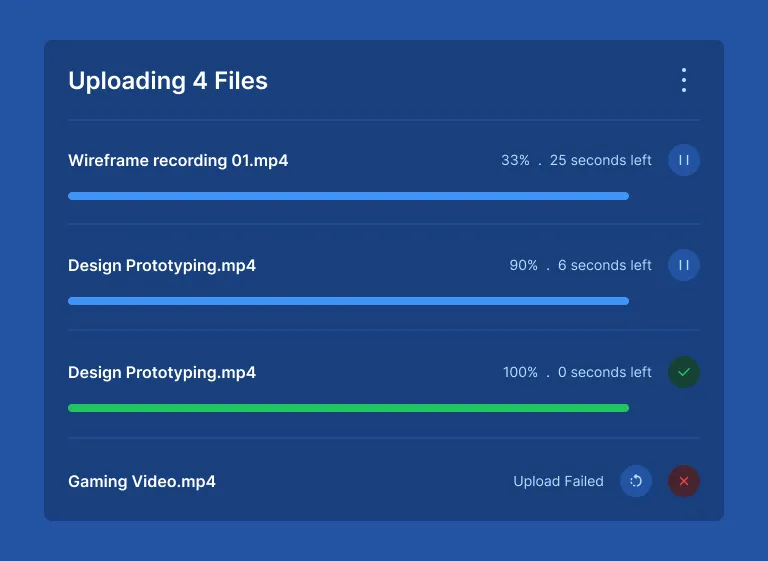 Uploading 4 Files
Wireframe recording 01.mp4 33% . 25 seconds left
Design Prototyping.mp4 90% . 6 seconds left
Design Prototyping.mp4 100% . 0 seconds left
Gaming Video.mp4 Upload Failed